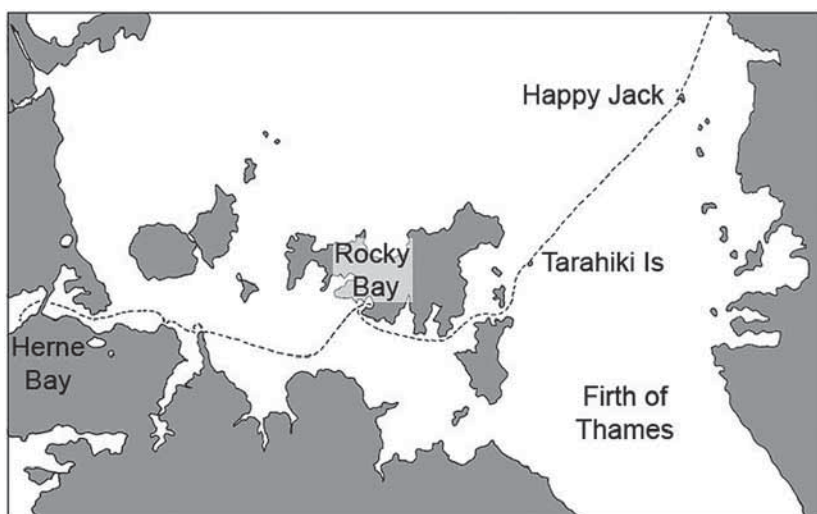 Happy Jack
Rocky
Bay
Tarahiki Is
Herne
Bay
Firth of
Thames